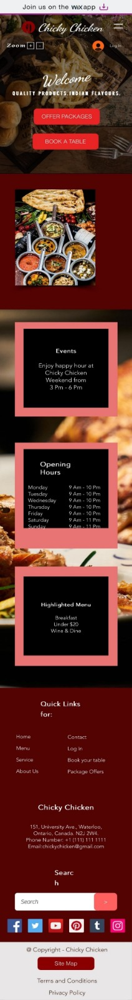 Join us on the WiX app
Chicky Chicken
Zoom + -
Log In
Welcome
QUALITY PRODUCTS.INDIAN FLAVOURS.
OFFER PACKAGES
BOOK A TABLE
Events
Enjoy happy hour at
Chicky Chicken
Weekend from
3 Pm - 6 Pm
Opening
Hours
Monday 9 Am - 10 Pm
Tuesday 9 Am - 10 Pm
Wednesday 9 Am - 10 Pm
Thursday 9 Am - 10 Pm
Friday 9 Am - 10 Pm
Saturday 9 Am - 11 Pm
Sunday 9 Am - 11 Pm
Highlighted Menu
Breakfast
Under $20
Wine & Dine
Quick Links
for:
Home Contact
Menu Log In
Service Book your table
About Us Package Offers
Chicky Chicken
151, University Ave., Waterloo,
Ontario, Canada. N2J 2W4.
Phone Number: +1 (111) 111 1111
Email:chickychicken@gmail.com
Searc
h
Search >
@ Copyright - Chicky Chicken
Site Map
Terms and Conditions
Privacy Policy